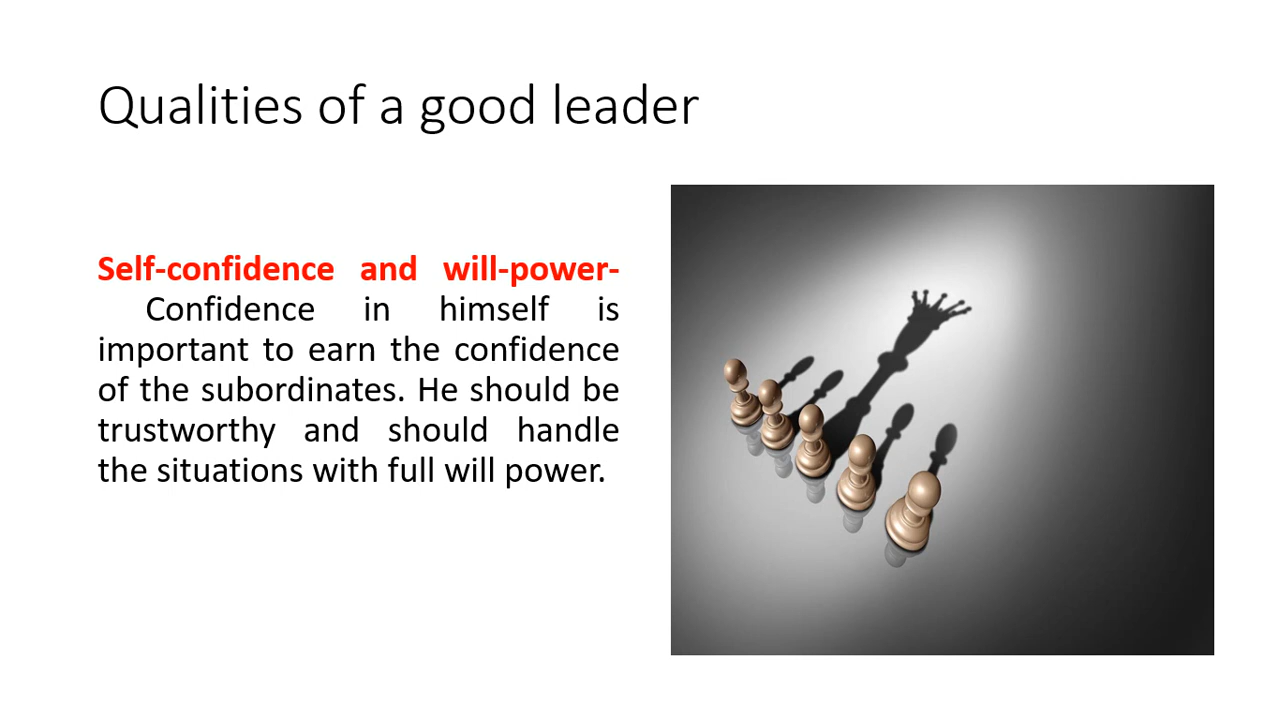 Qualities of a good leader
Self-confidence and will-power-
Confidence in himself is
important to earn the confidence
of the subordinates. He should be
trustworthy and should handle
the situations with full will power.